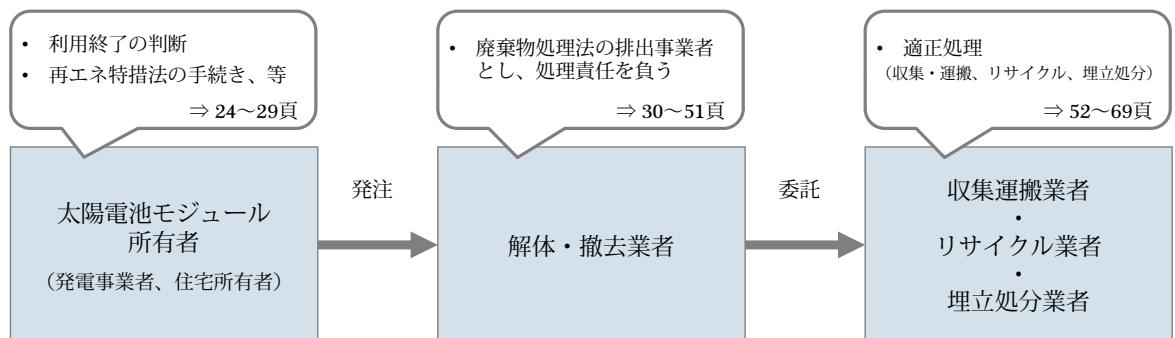 • 利用終了の判断
• 再エネ特措法の手続き、等
⇒ 24～29頁
• 廃棄物処理法の排出事業者
とし、処理責任を負う
⇒ 30～51頁
• 適正処理
（収集・運搬、リサイクル、埋立処分）
⇒ 52～69頁
太陽電池モジュール
所有者
（発電事業者、住宅所有者）
発注
解体・撤去業者
委託
収集運搬業者
・
リサイクル業者
・
埋立処分業者